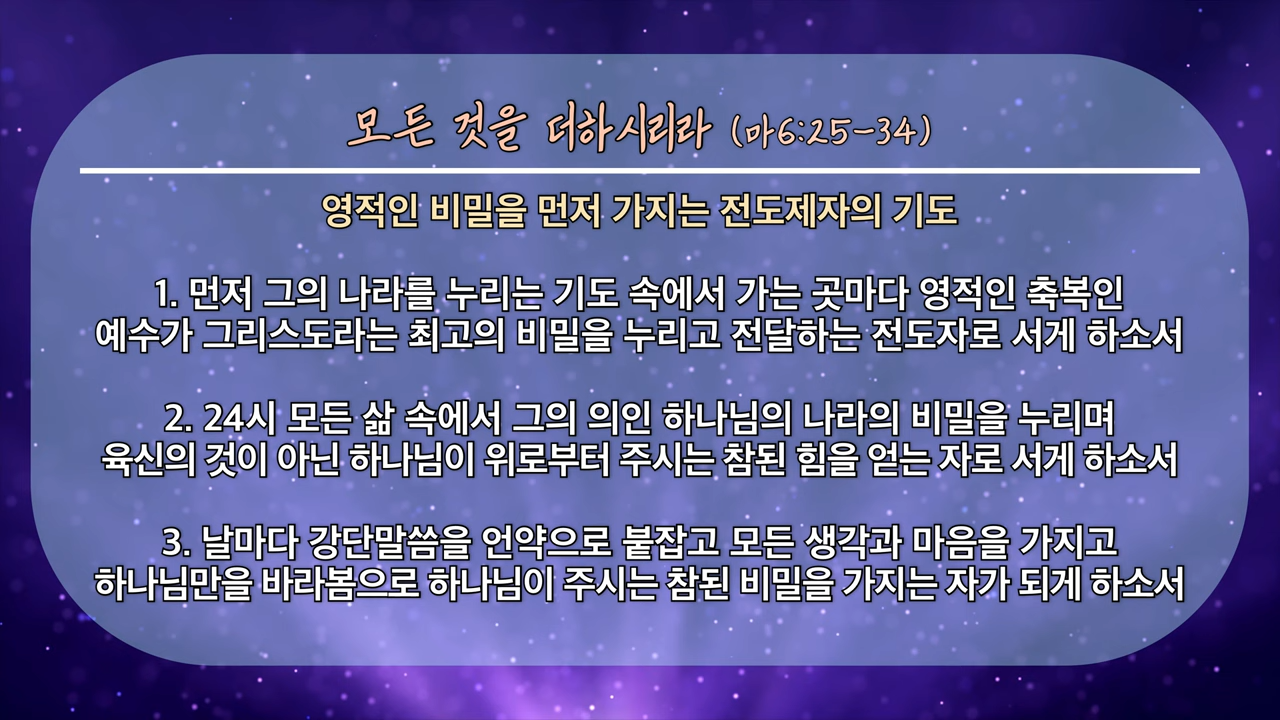 모든 것을 더하시리라 (마6:25-34)
영적인 비밀을 먼저 가지는 전도제자의 기도
1. 먼저 그의 나라를 누리는 기도 속에서 가는 곳마다 영적인 축복인
예수가 그리스도라는 최고의 비밀을 누리고 전달하는 전도자로 서게 하소서
2. 24시 모든 삶 속에서 그의 의인 하나님의 나라의 비밀을 누리며
육신의 것이 아닌 하나님이 위로부터 주시는 참된 힘을 얻는 자로 서게 하소서
3. 날마다 강단말씀을 언약으로 붙잡고 모든 생각과 마음을 가지고
하나님만을 바라봄으로 하나님이 주시는 참된 비밀을 가지는 자가 되게 하소서